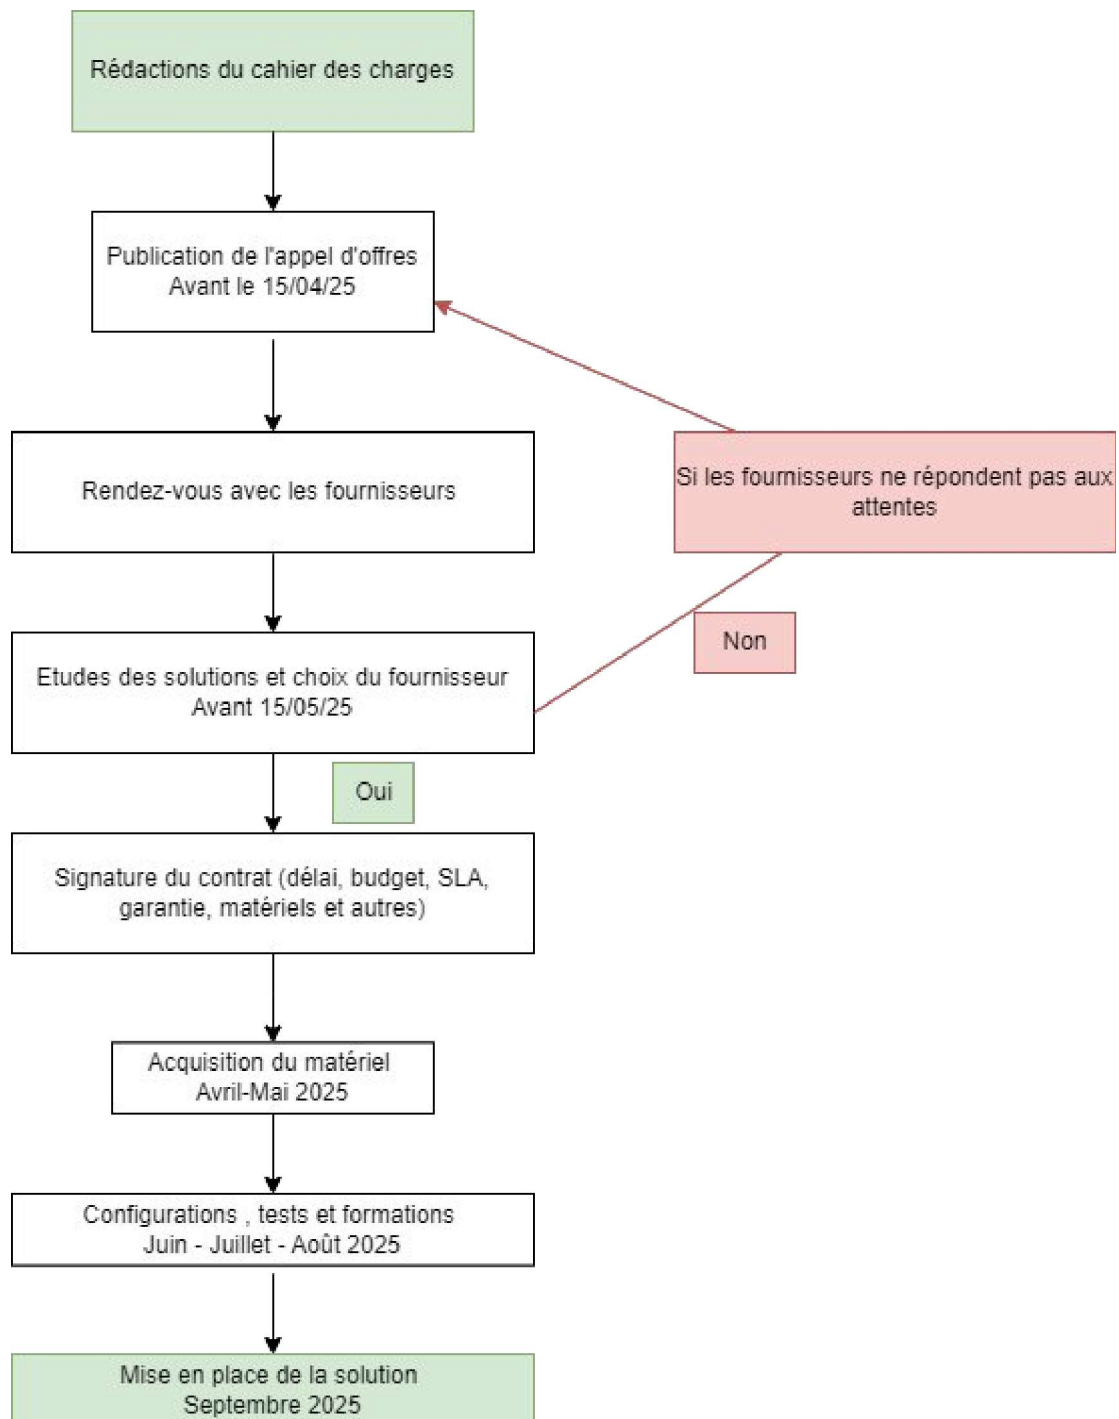 Rédactions du cahier des charges
Publication de l'appel d'offres
Avant le 15/04/25
Rendez-vous avec les fournisseurs
Si les fournisseurs ne répondent pas aux
attentes
Non
Etudes des solutions et choix du fournisseur
Avant 15/05/25
Oui
Signature du contrat (délai, budget, SLA,
garantie, matériels et autres)
Acquisition du matériel
Avril-Mai 2025
Configurations , tests et formations
Juin - Juillet - Août 2025
Mise en place de la solution
Septembre 2025